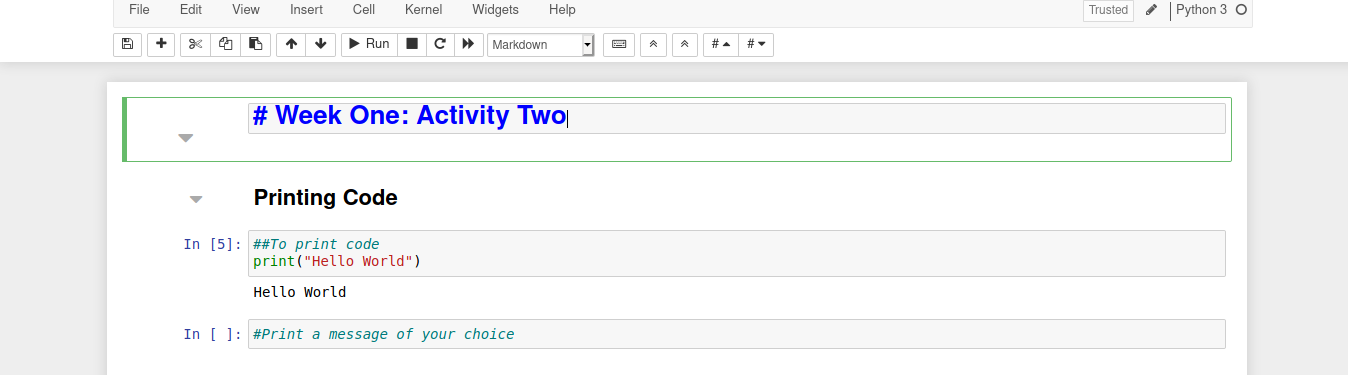 File Edit View Insert Cell Kernel Widgets Help Trusted Python 3
Run Markdown # #
# Week One: Activity Two
Printing Code
In [5]: ##To print code
print("Hello World")
Hello World
In [ ]: #Print a message of your choice